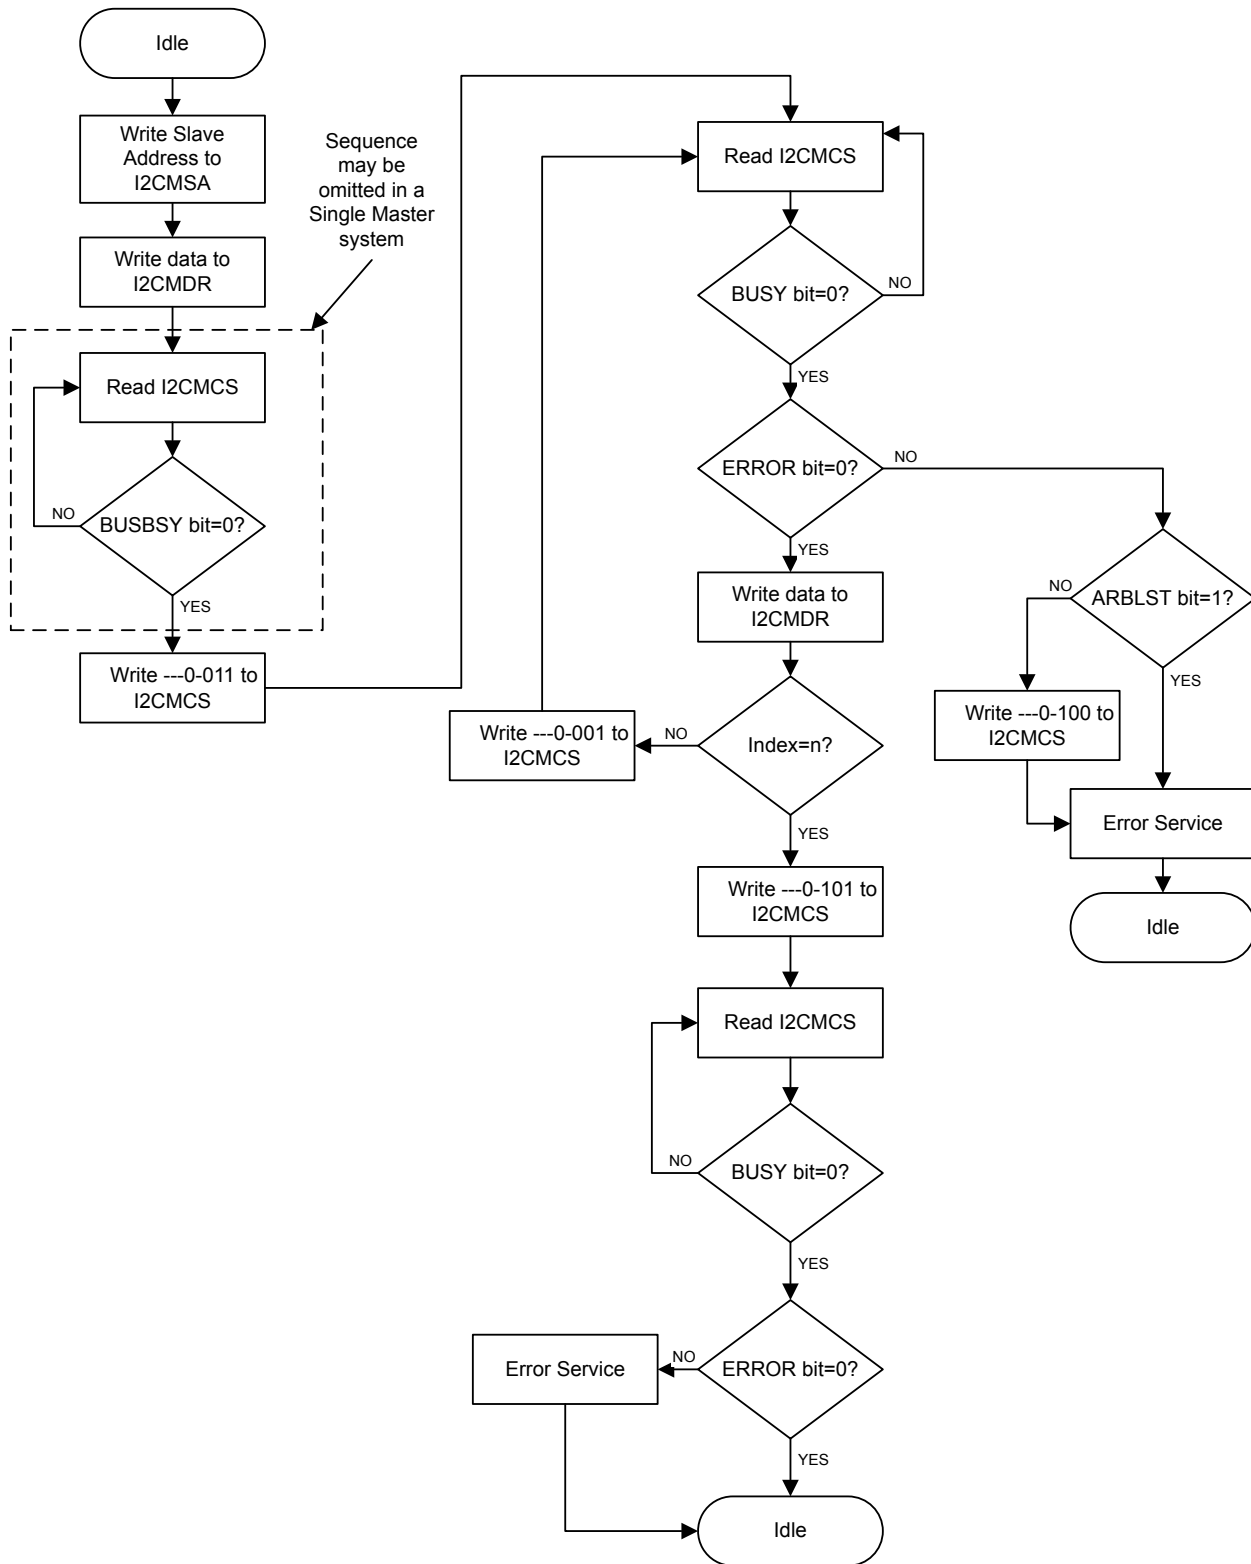 Idle
Write Slave
Address to
I2CMSA
Write data to
I2CMDR
Sequence
may be
omitted in a
Single Master
system
Read I2CMCS
BUSBSY bit=0?
NO
YES
Write ---0-011 to
I2CMCS
Read I2CMCS
BUSY bit=0?
NO
YES
ERROR bit=0?
NO
YES
Write data to
I2CMDR
Index=n?
NO
Write ---0-001 to
I2CMCS
YES
ARBLST bit=1?
NO
YES
Write ---0-100 to
I2CMCS
Error Service
Idle
Write ---0-101 to
I2CMCS
Read I2CMCS
BUSY bit=0?
NO
YES
ERROR bit=0?
NO
Error Service
YES
Idle